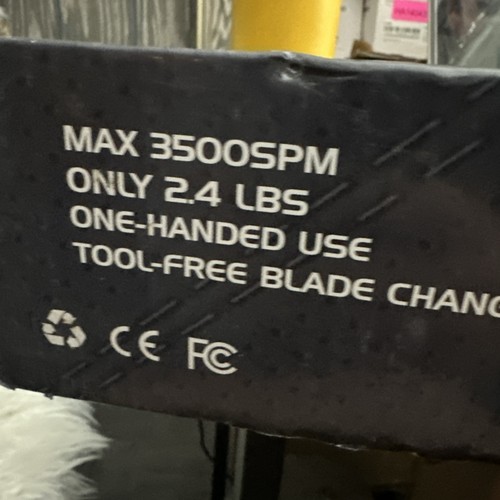 MAX 3500SPM
ONLY 2.4 LBS
ONE-HANDED USE
TOOL-FREE BLADE CHANG
CE FC